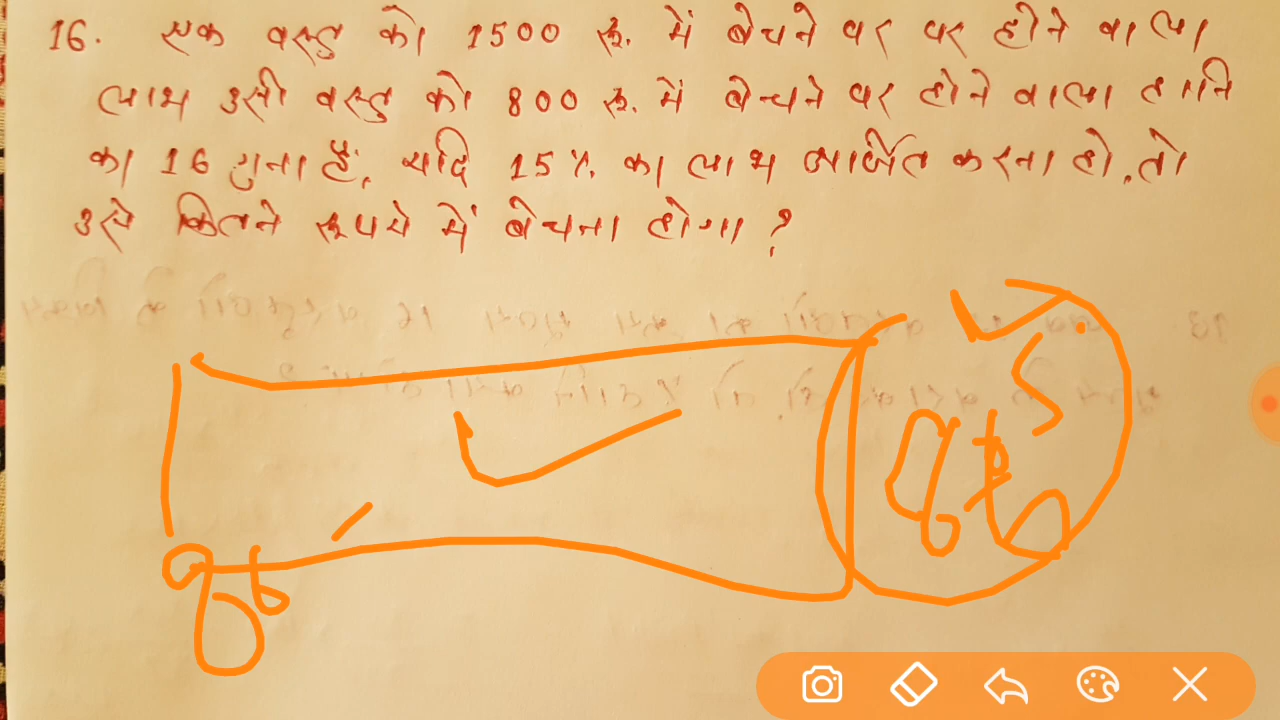 16. एक वस्तु को 1500 रू. में बेचने पर पर होने वाला
लाभ उसी वस्तु को 800 रू. में बेन्चने पर होने वाला हानि
का 16 गुना है, यदि 15 %. का लाभ आर्जित करना हो, तो
उसे कितने रूपये में बेचना होगा ?